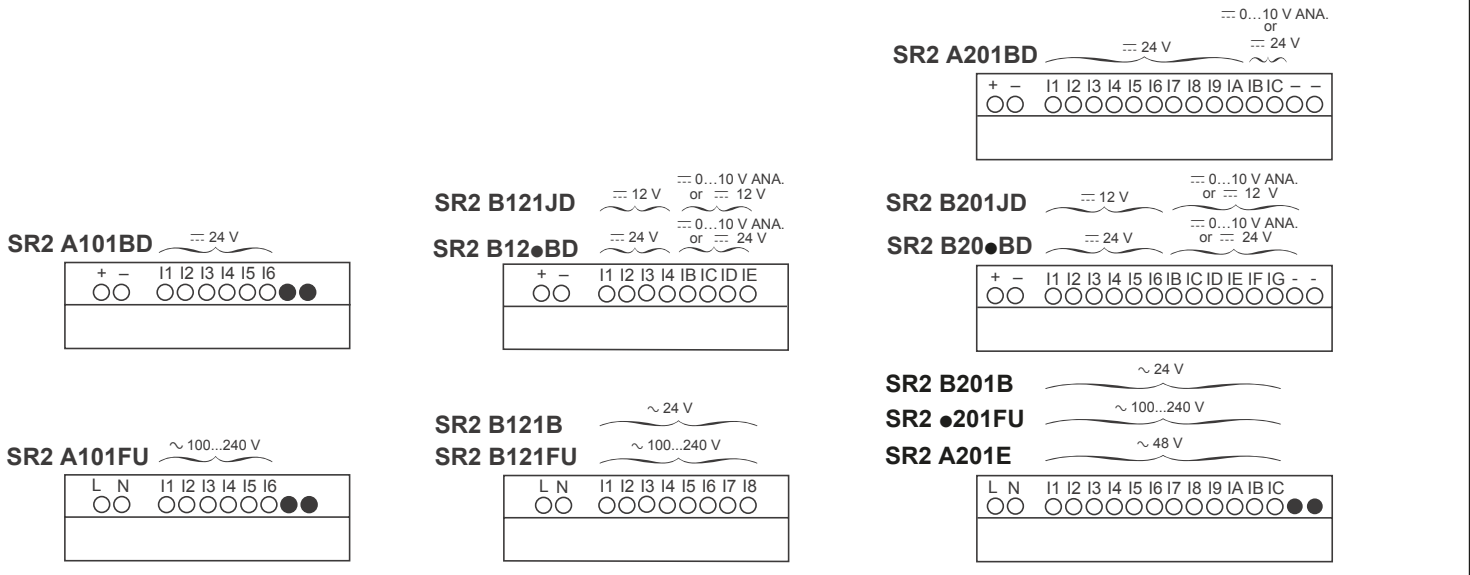 ⎓ 0...10 V ANA.
or
SR2 A201BD ⎓ 24 V ⎓ 24 V
+ – I1 I2 I3 I4 I5 I6 I7 I8 I9 IA IB IC – –
SR2 A101BD ⎓ 24 V
+ – I1 I2 I3 I4 I5 I6
⎓ 0...10 V ANA.
SR2 B121JD ⎓ 12 V or ⎓ 12 V
⎓ 0...10 V ANA.
SR2 B12●BD ⎓ 24 V or ⎓ 24 V
+ – I1 I2 I3 I4 IB IC ID IE
⎓ 0...10 V ANA.
SR2 B201JD ⎓ 12 V or ⎓ 12 V
⎓ 0...10 V ANA.
SR2 B20●BD ⎓ 24 V or ⎓ 24 V
+ – I1 I2 I3 I4 I5 I6 IB IC ID IE IF IG - -
SR2 A101FU ~ 100...240 V
L N I1 I2 I3 I4 I5 I6
SR2 B121B ~ 24 V
SR2 B121FU ~ 100...240 V
L N I1 I2 I3 I4 I5 I6 I7 I8
SR2 B201B ~ 24 V
SR2 ●201FU ~ 100...240 V
SR2 A201E ~ 48 V
L N I1 I2 I3 I4 I5 I6 I7 I8 I9 IA IB IC